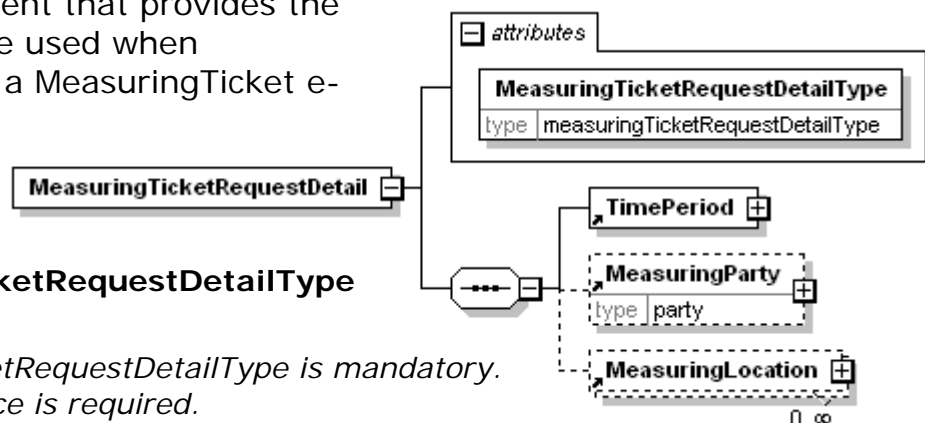 ent that provides the
e used when
a MeasuringTicket e-
cketRequestDetailType
etRequestDetailType is mandatory.
ce is required.
attributes
MeasuringTicketRequestDetailType
type measuringTicketRequestDetailType
MeasuringTicketRequestDetail
TimePeriod
MeasuringParty
type party
MeasuringLocation
0..∞